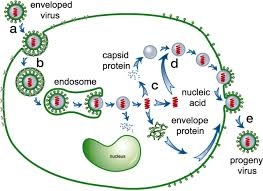 enveloped
virus
a
b
endosome
capsid
protein
d
c
nucleic
acid
envelope
protein
e
nucleus
progeny
virus